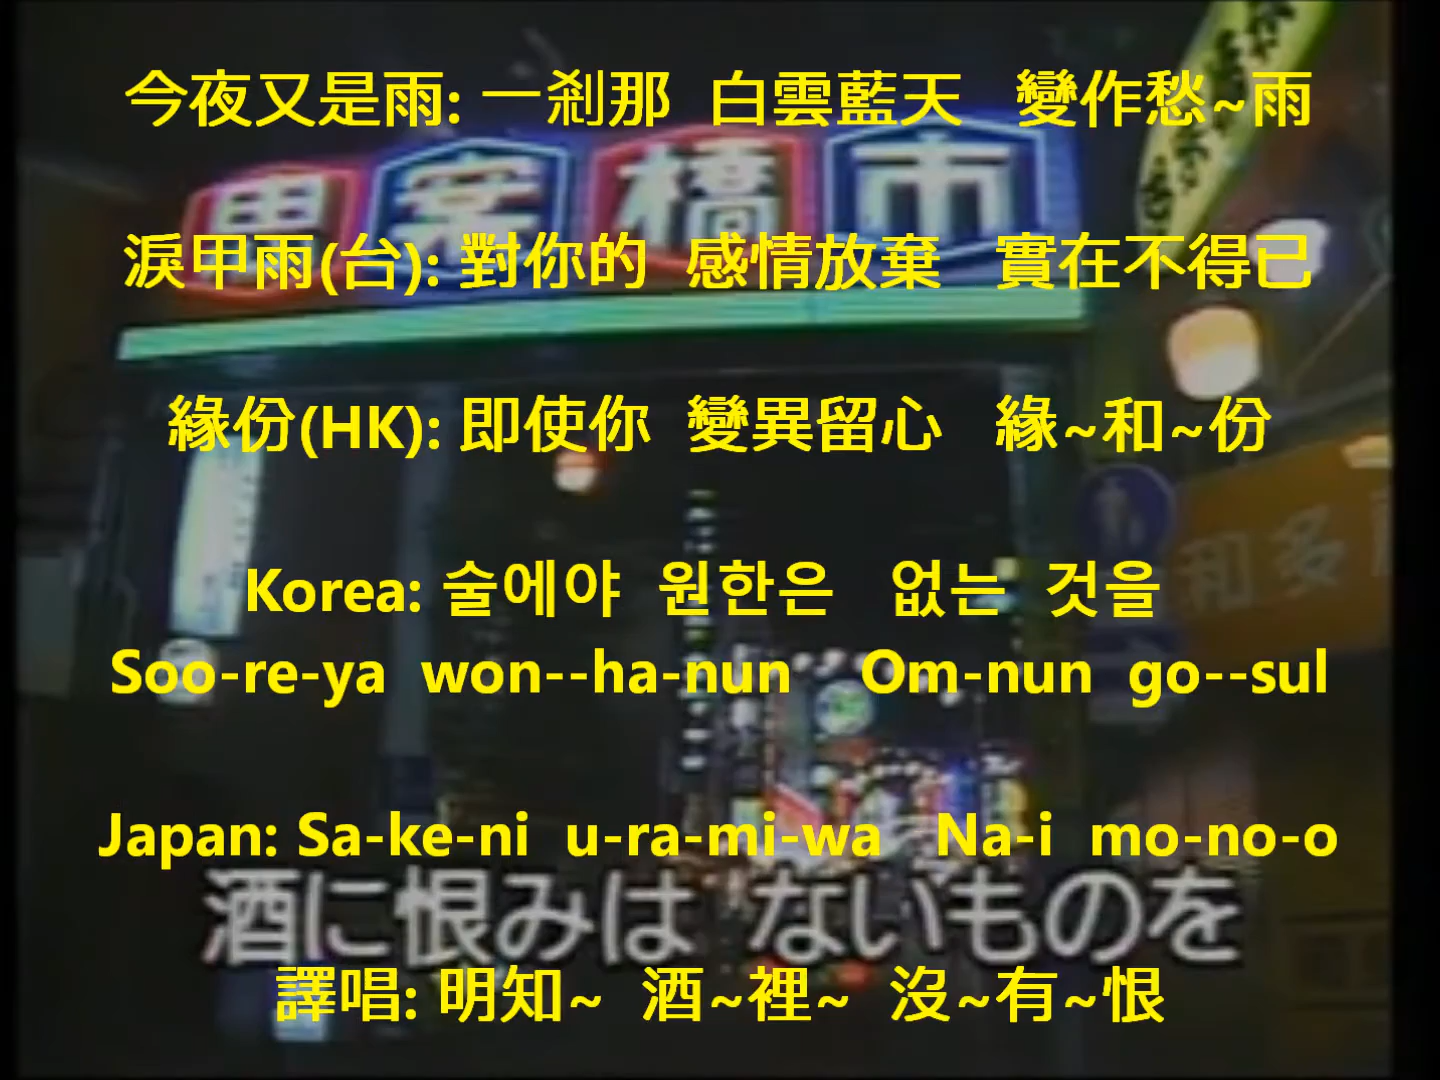 今夜又是雨: 一剎那 白雲藍天 變作愁~雨
橋市
淚甲雨(台): 對你的 感情放棄 實在不得已
緣份(HK): 即使你 變異留心 緣~和~份
Korea: 술에야 원한은 없는 것을
和多
Soo-re-ya won--ha-nun Om-nun go--sul
Japan: Sa-ke-ni u-ra-mi-wa Na-i mo-no-o
酒に恨みは ないものを
譯唱: 明知~ 酒~裡~ 沒~有~恨